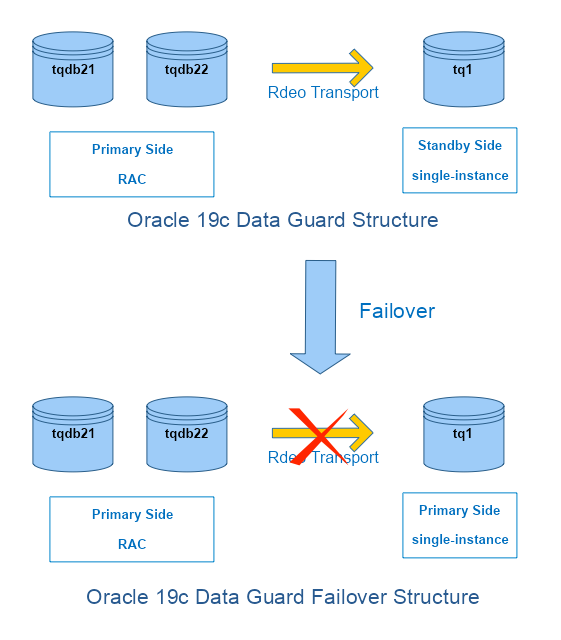 tqdb21 tqdb22 tq1
Rdeo Transport
Primary Side
RAC
Standby Side
single-instance
Oracle 19c Data Guard Structure
Failover
tqdb21 tqdb22 tq1
Rdeo Transport
Primary Side
RAC
Primary Side
single-instance
Oracle 19c Data Guard Failover Structure